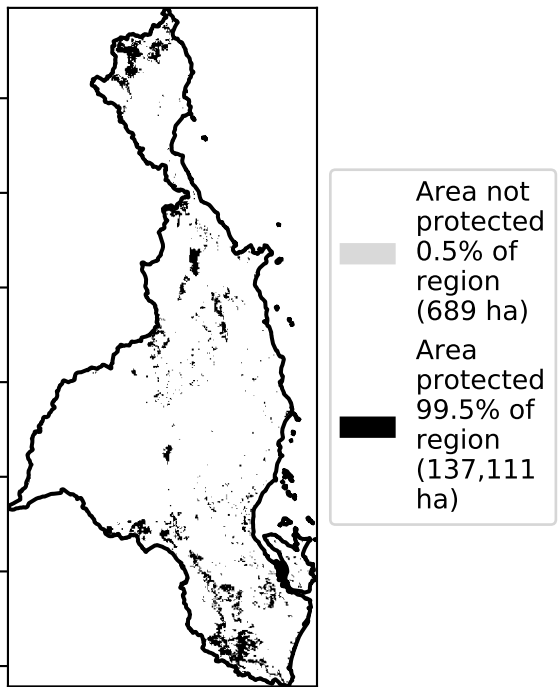 Area not
protected
0.5% of
region
(689 ha)
Area
protected
99.5% of
region
(137,111
ha)